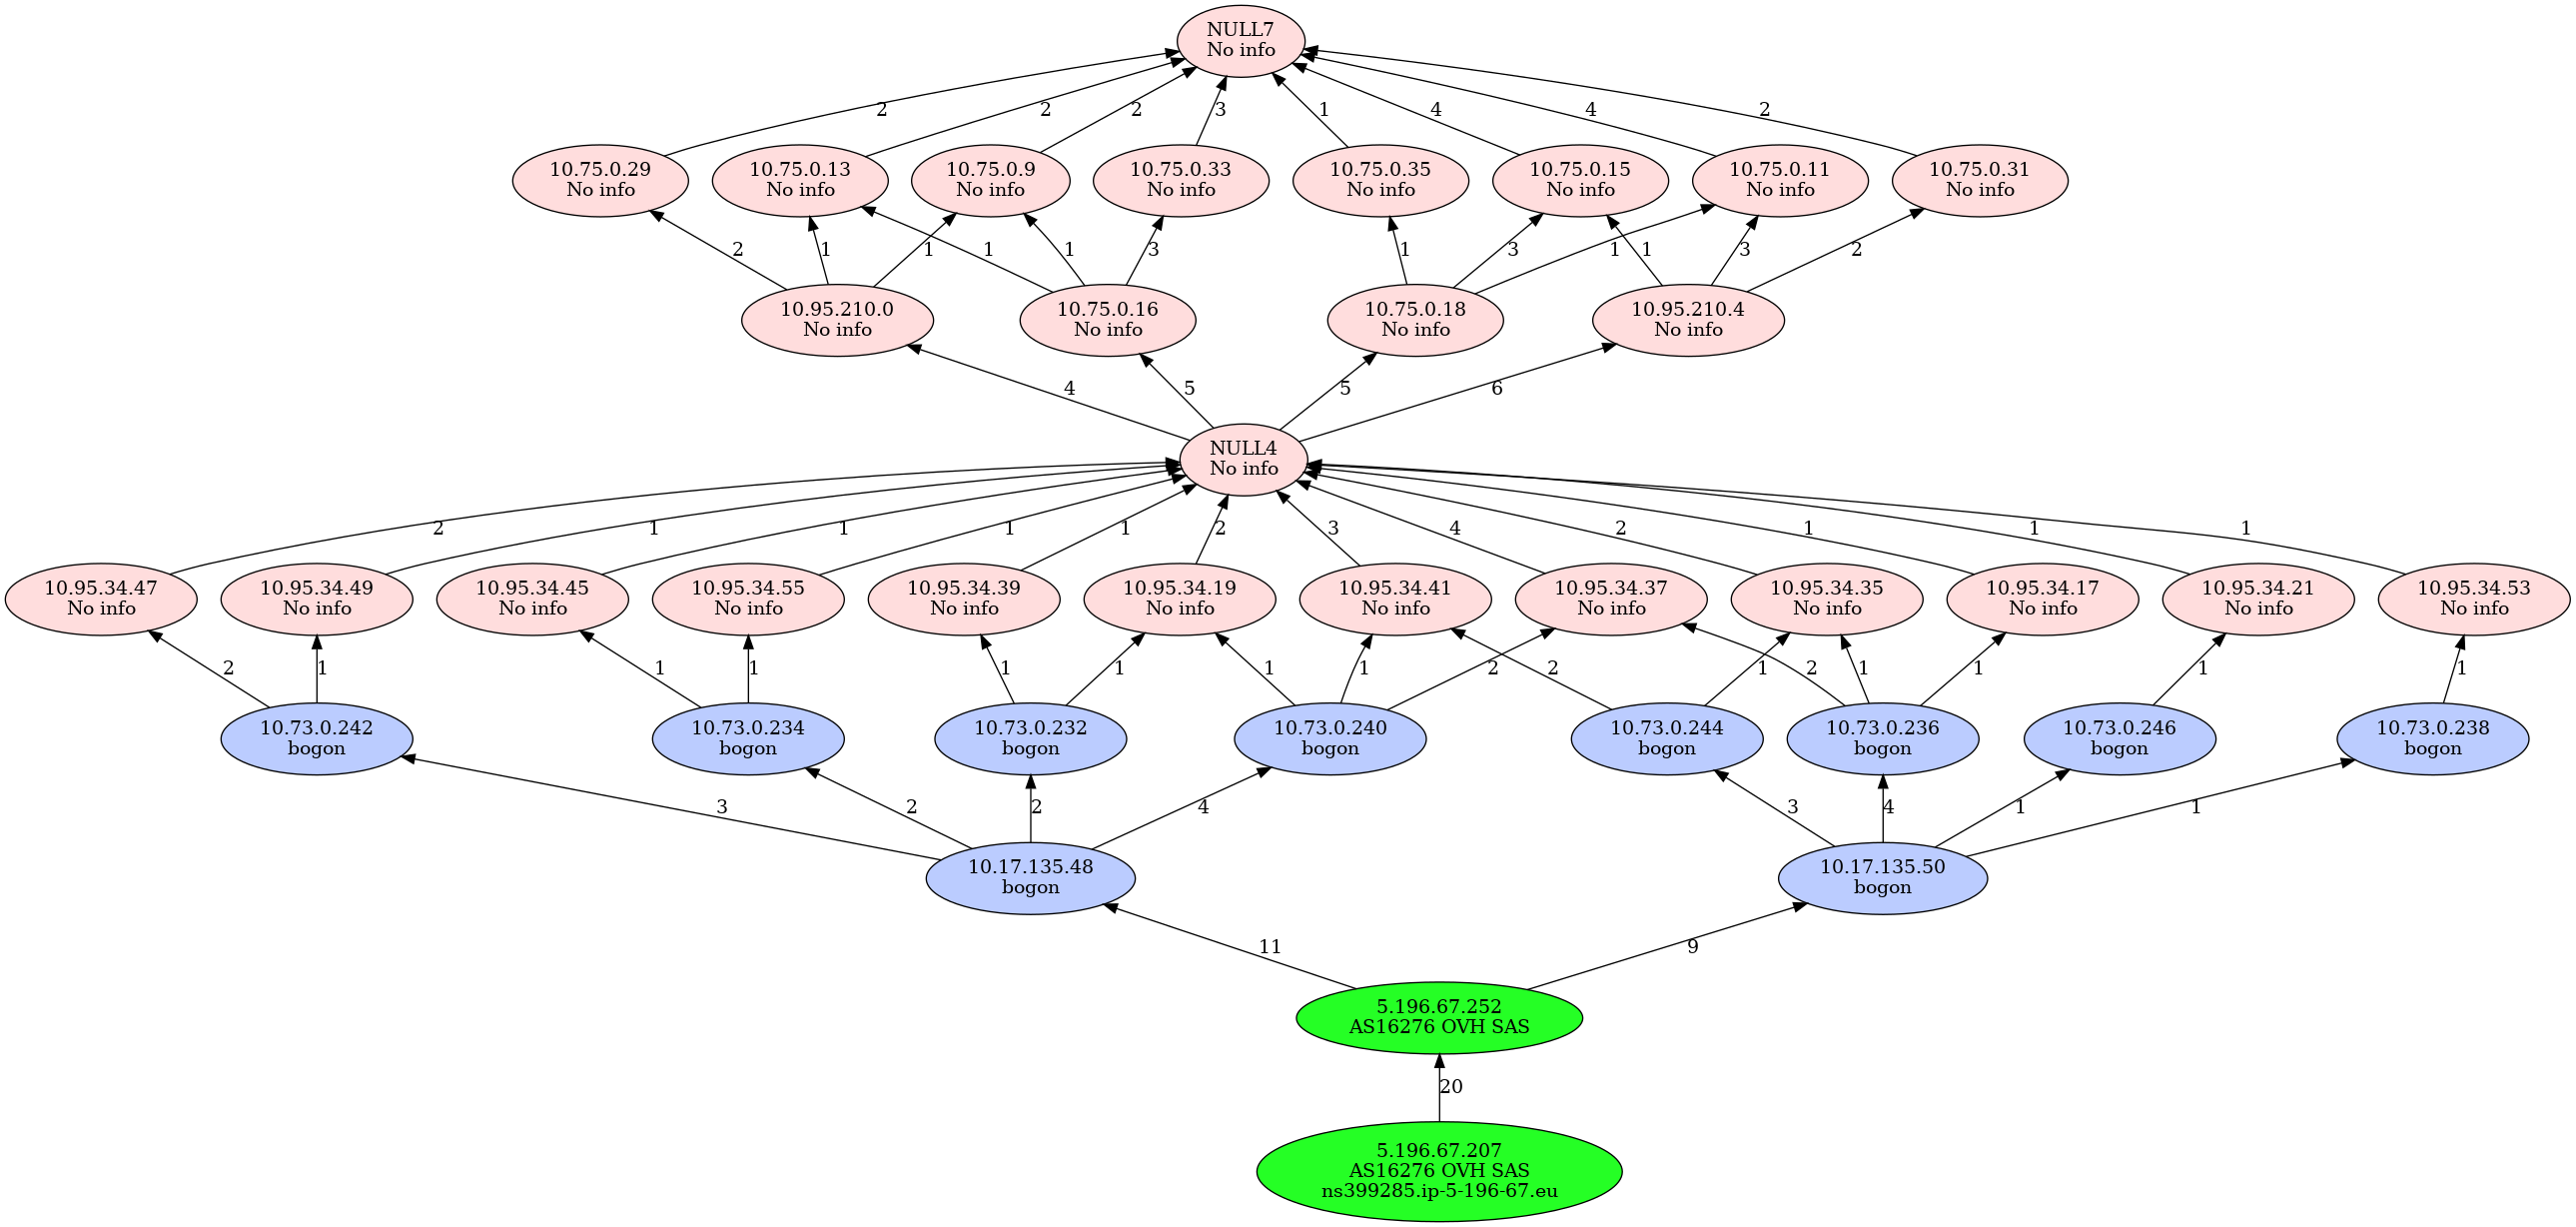 NULL7
No info
2
2
2
3
1
4
4
2
10.75.0.29
No info
10.75.0.13
No info
10.75.0.9
No info
10.75.0.33
No info
10.75.0.35
No info
10.75.0.15
No info
10.75.0.11
No info
10.75.0.31
No info
2
1
1
1
1
3
1
3
1
1
3
2
10.95.210.0
No info
10.75.0.16
No info
10.75.0.18
No info
10.95.210.4
No info
4
5
5
6
NULL4
No info
2
1
1
1
1
2
3
4
2
1
1
1
10.95.34.47
No info
10.95.34.49
No info
10.95.34.45
No info
10.95.34.55
No info
10.95.34.39
No info
10.95.34.19
No info
10.95.34.41
No info
10.95.34.37
No info
10.95.34.35
No info
10.95.34.17
No info
10.95.34.21
No info
10.95.34.53
No info
2
1
1
1
1
1
1
1
2
2
1
2
1
1
1
1
10.73.0.242
bogon
10.73.0.234
bogon
10.73.0.232
bogon
10.73.0.240
bogon
10.73.0.244
bogon
10.73.0.236
bogon
10.73.0.246
bogon
10.73.0.238
bogon
3
2
2
4
3
4
1
1
10.17.135.48
bogon
10.17.135.50
bogon
11
9
5.196.67.252
AS16276 OVH SAS
20
5.196.67.207
AS16276 OVH SAS
ns399285.ip-5-196-67.eu